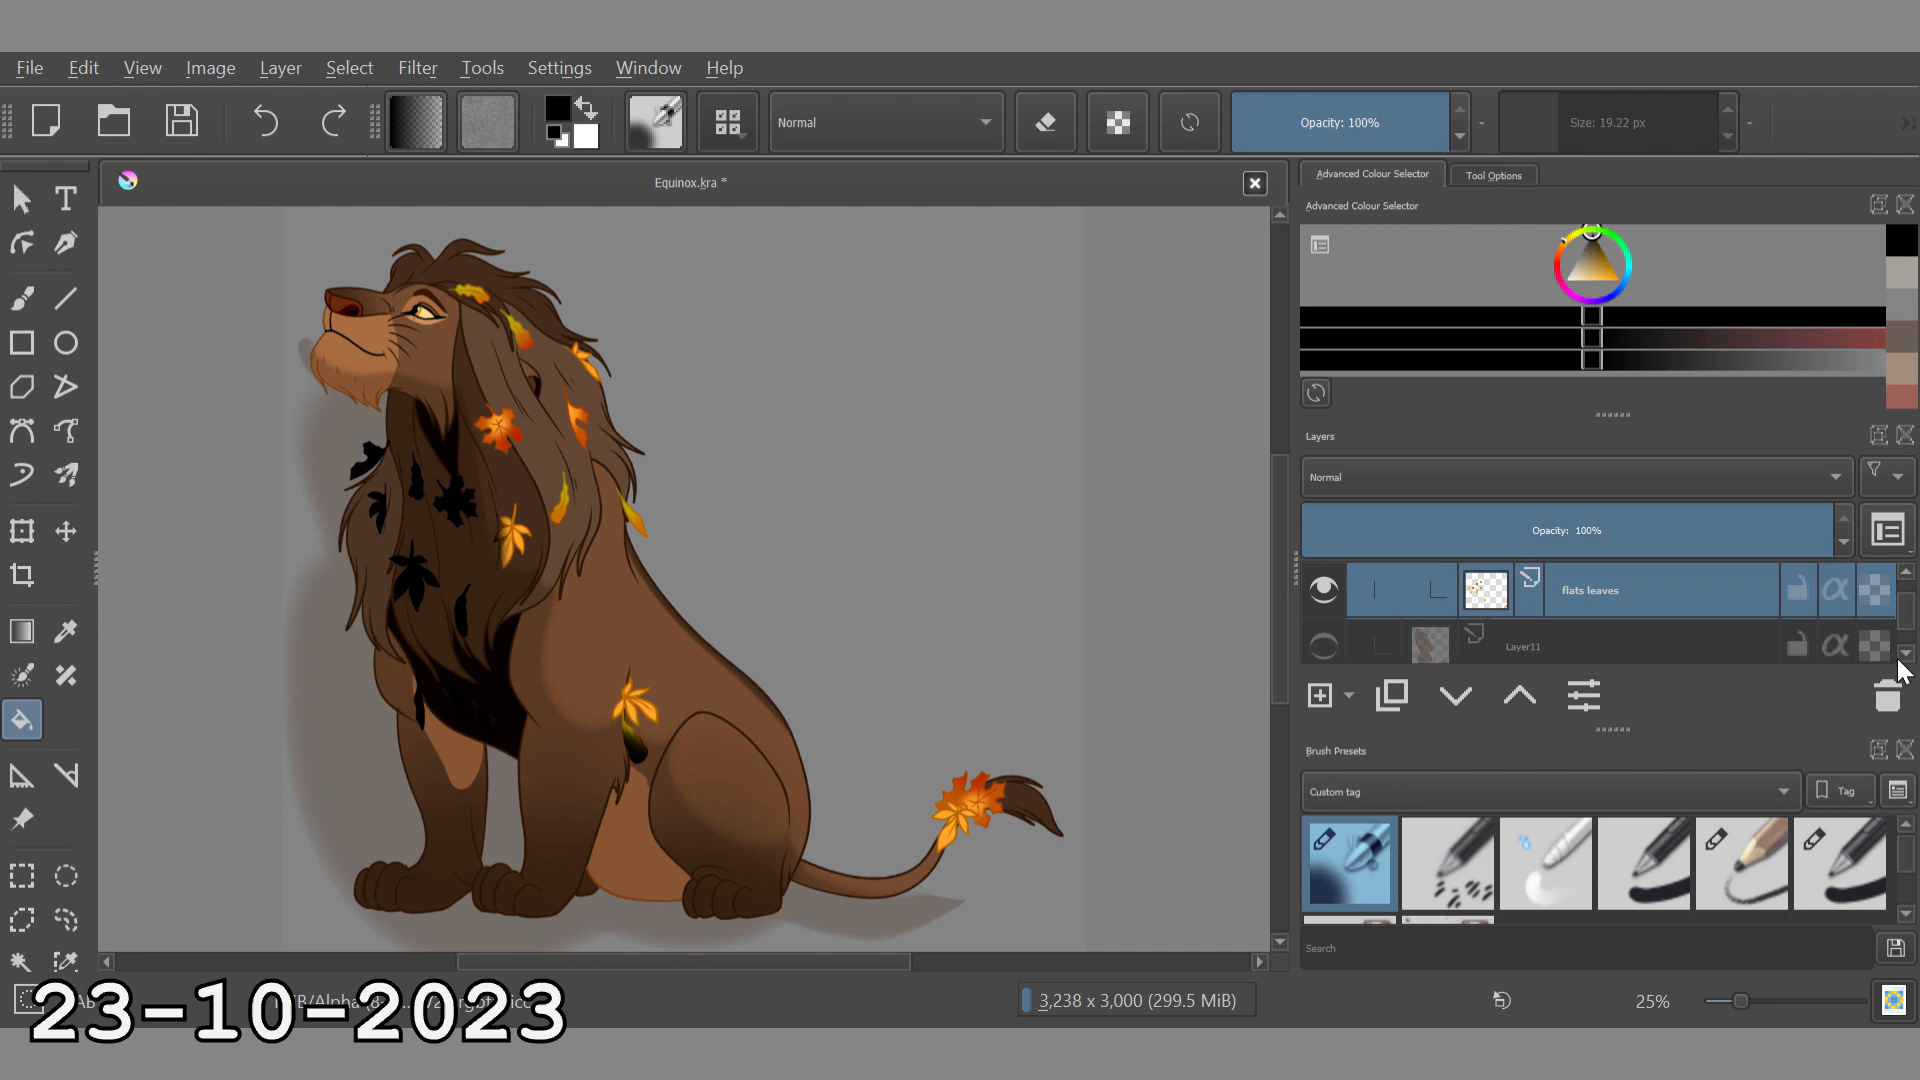 File Edit View Image Layer Select Filter Tools Settings Window Help
Normal
Opacity: 100%
Size: 19.22 px
Equinox.kra *
Advanced Colour Selector
Tool Options
Advanced Colour Selector
Layers
Normal
Opacity: 100%
flats leaves
Layer11
Brush Presets
Custom tag
Tag
Search
3,238 x 3,000 (299.5 MiB)
25%
23-10-2023